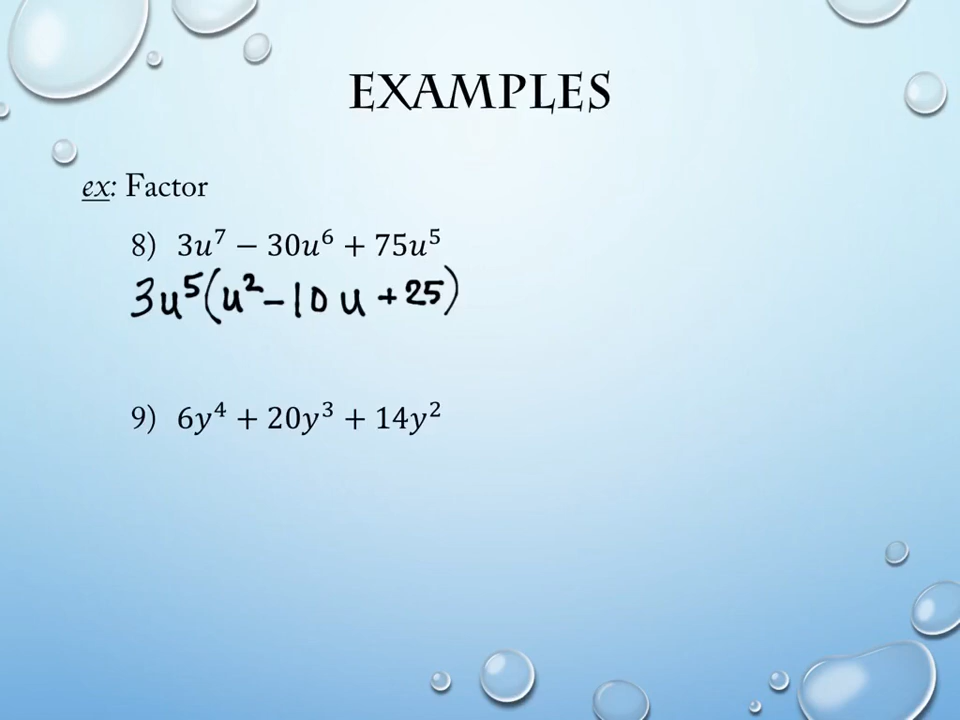 EXAMPLES
ex: Factor
8) 3u⁷ − 30u⁶ + 75u⁵
3u⁵(u² − 10u + 25)
9) 6y⁴ + 20y³ + 14y²